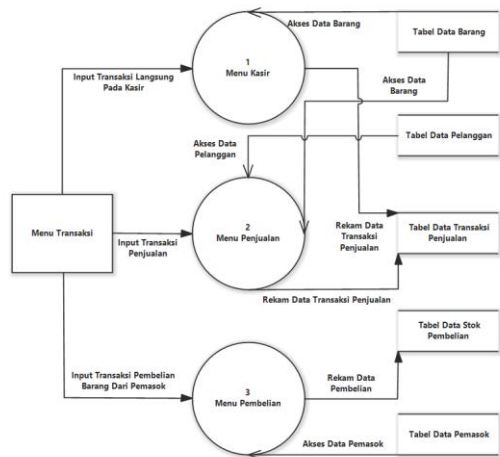 Akses Data Barang
Tabel Data Barang
1
Menu Kasir
Input Transaksi Langsung
Pada Kasir
Akses Data
Barang
Akses Data
Pelanggan
Tabel Data Pelanggan
Menu Transaksi
Input Transaksi
Penjualan
2
Menu Penjualan
Rekam Data
Transaksi
Penjualan
Tabel Data Transaksi
Penjualan
Rekam Data Transaksi Penjualan
Tabel Data Stok
Pembelian
Input Transaksi Pembelian
Barang Dari Pemasok
3
Menu Pembelian
Rekam Data
Pembelian
Akses Data Pemasok
Tabel Data Pemasok